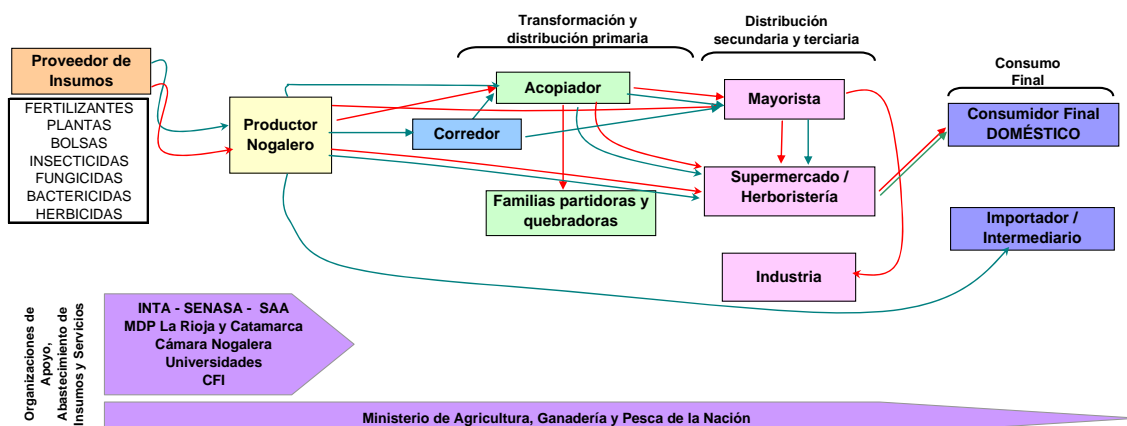 Transformación y
distribución primaria
Distribución
secundaria y terciaria
Consumo
Final
Proveedor de
Insumos
FERTILIZANTES
PLANTAS
BOLSAS
INSECTICIDAS
FUNGICIDAS
BACTERICIDAS
HERBICIDAS
Productor
Nogalero
Corredor
Acopiador
Familias partidoras y
quebradoras
Mayorista
Supermercado /
Herboristería
Industria
Consumidor Final
DOMÉSTICO
Importador /
Intermediario
Organizaciones de
Apoyo,
Abastecimiento de
Insumos y Servicios
INTA - SENASA - SAA
MDP La Rioja y Catamarca
Cámara Nogalera
Universidades
CFI
Ministerio de Agricultura, Ganadería y Pesca de la Nación